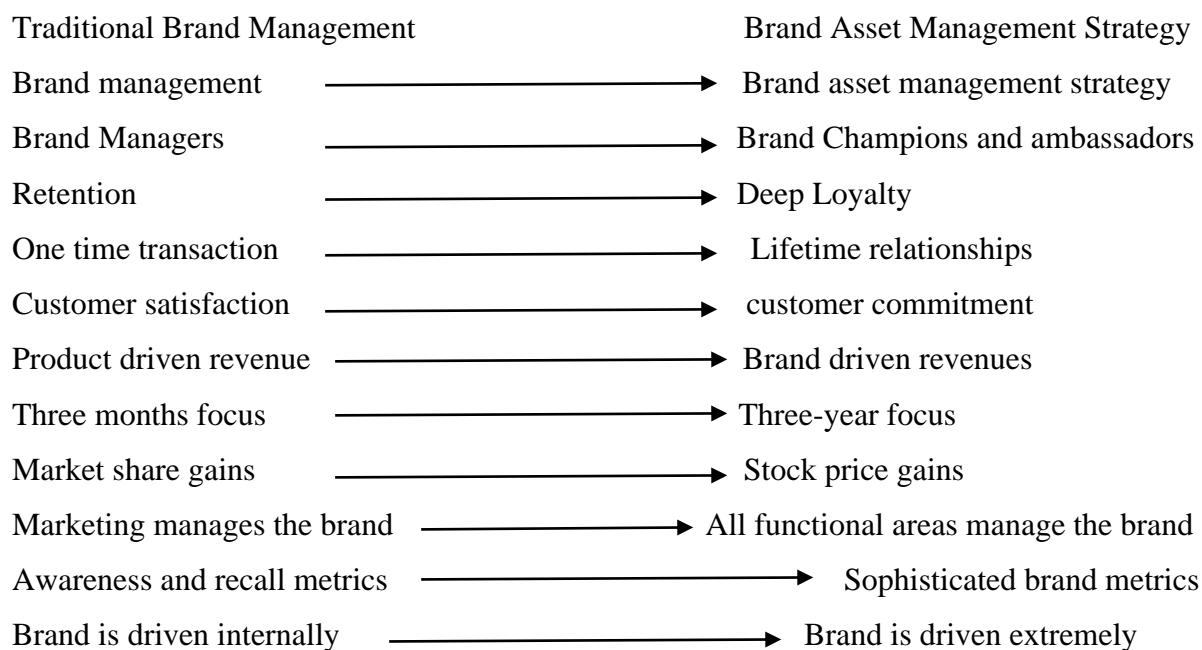 Traditional Brand Management Brand Asset Management Strategy
Brand management Brand asset management strategy
Brand Managers Brand Champions and ambassadors
Retention Deep Loyalty
One time transaction Lifetime relationships
Customer satisfaction customer commitment
Product driven revenue Brand driven revenues
Three months focus Three-year focus
Market share gains Stock price gains
Marketing manages the brand All functional areas manage the brand
Awareness and recall metrics Sophisticated brand metrics
Brand is driven internally Brand is driven extremely